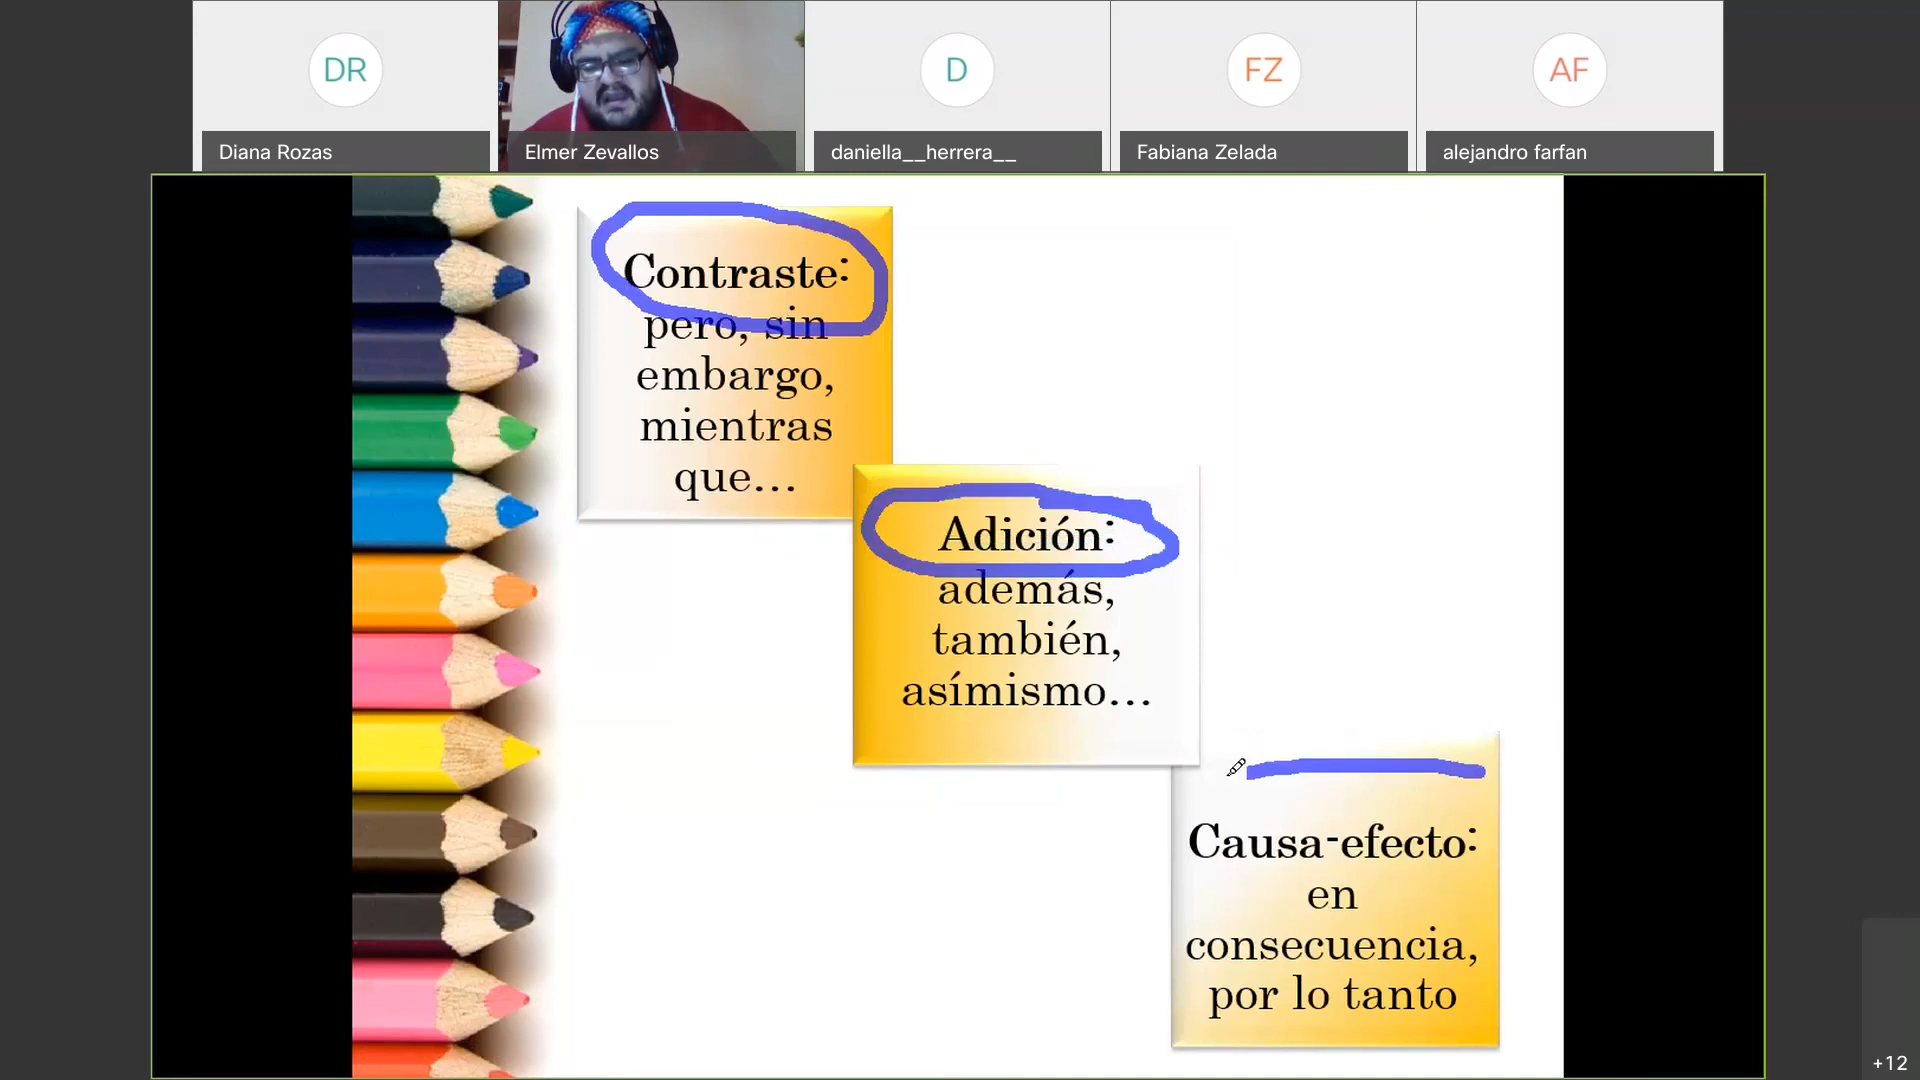 DR
D
FZ
AF
Diana Rozas
Elmer Zevallos
daniella__herrera__
Fabiana Zelada
alejandro farfan
Contraste:
pero, sin
embargo,
mientras
que...
Adición:
además,
también,
asímismo...
Causa-efecto:
en
consecuencia,
por lo tanto
+12